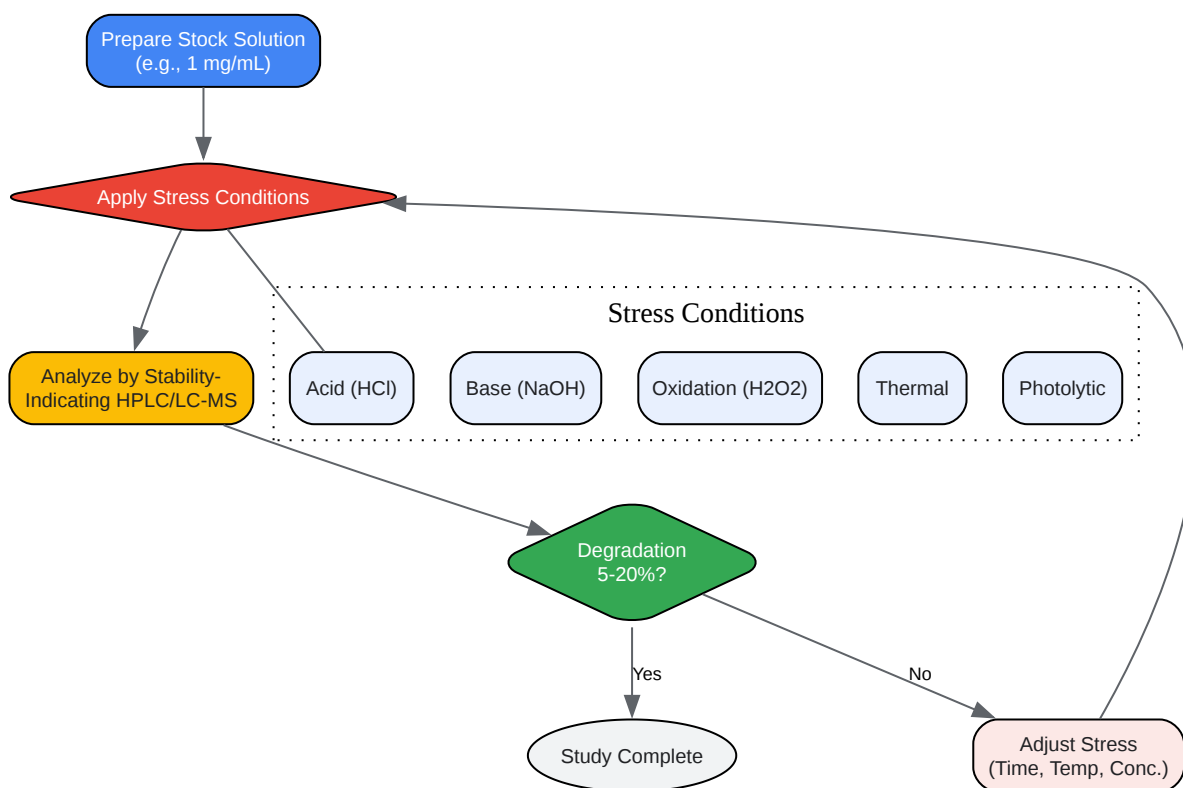 Prepare Stock Solution
(e.g., 1 mg/mL)
Apply Stress Conditions
Stress Conditions
Analyze by Stability-
Indicating HPLC/LC-MS
Acid (HCl)
Base (NaOH)
Oxidation (H2O2)
Thermal
Photolytic
Degradation
5-20%?
Yes
No
Study Complete
Adjust Stress
(Time, Temp, Conc.)